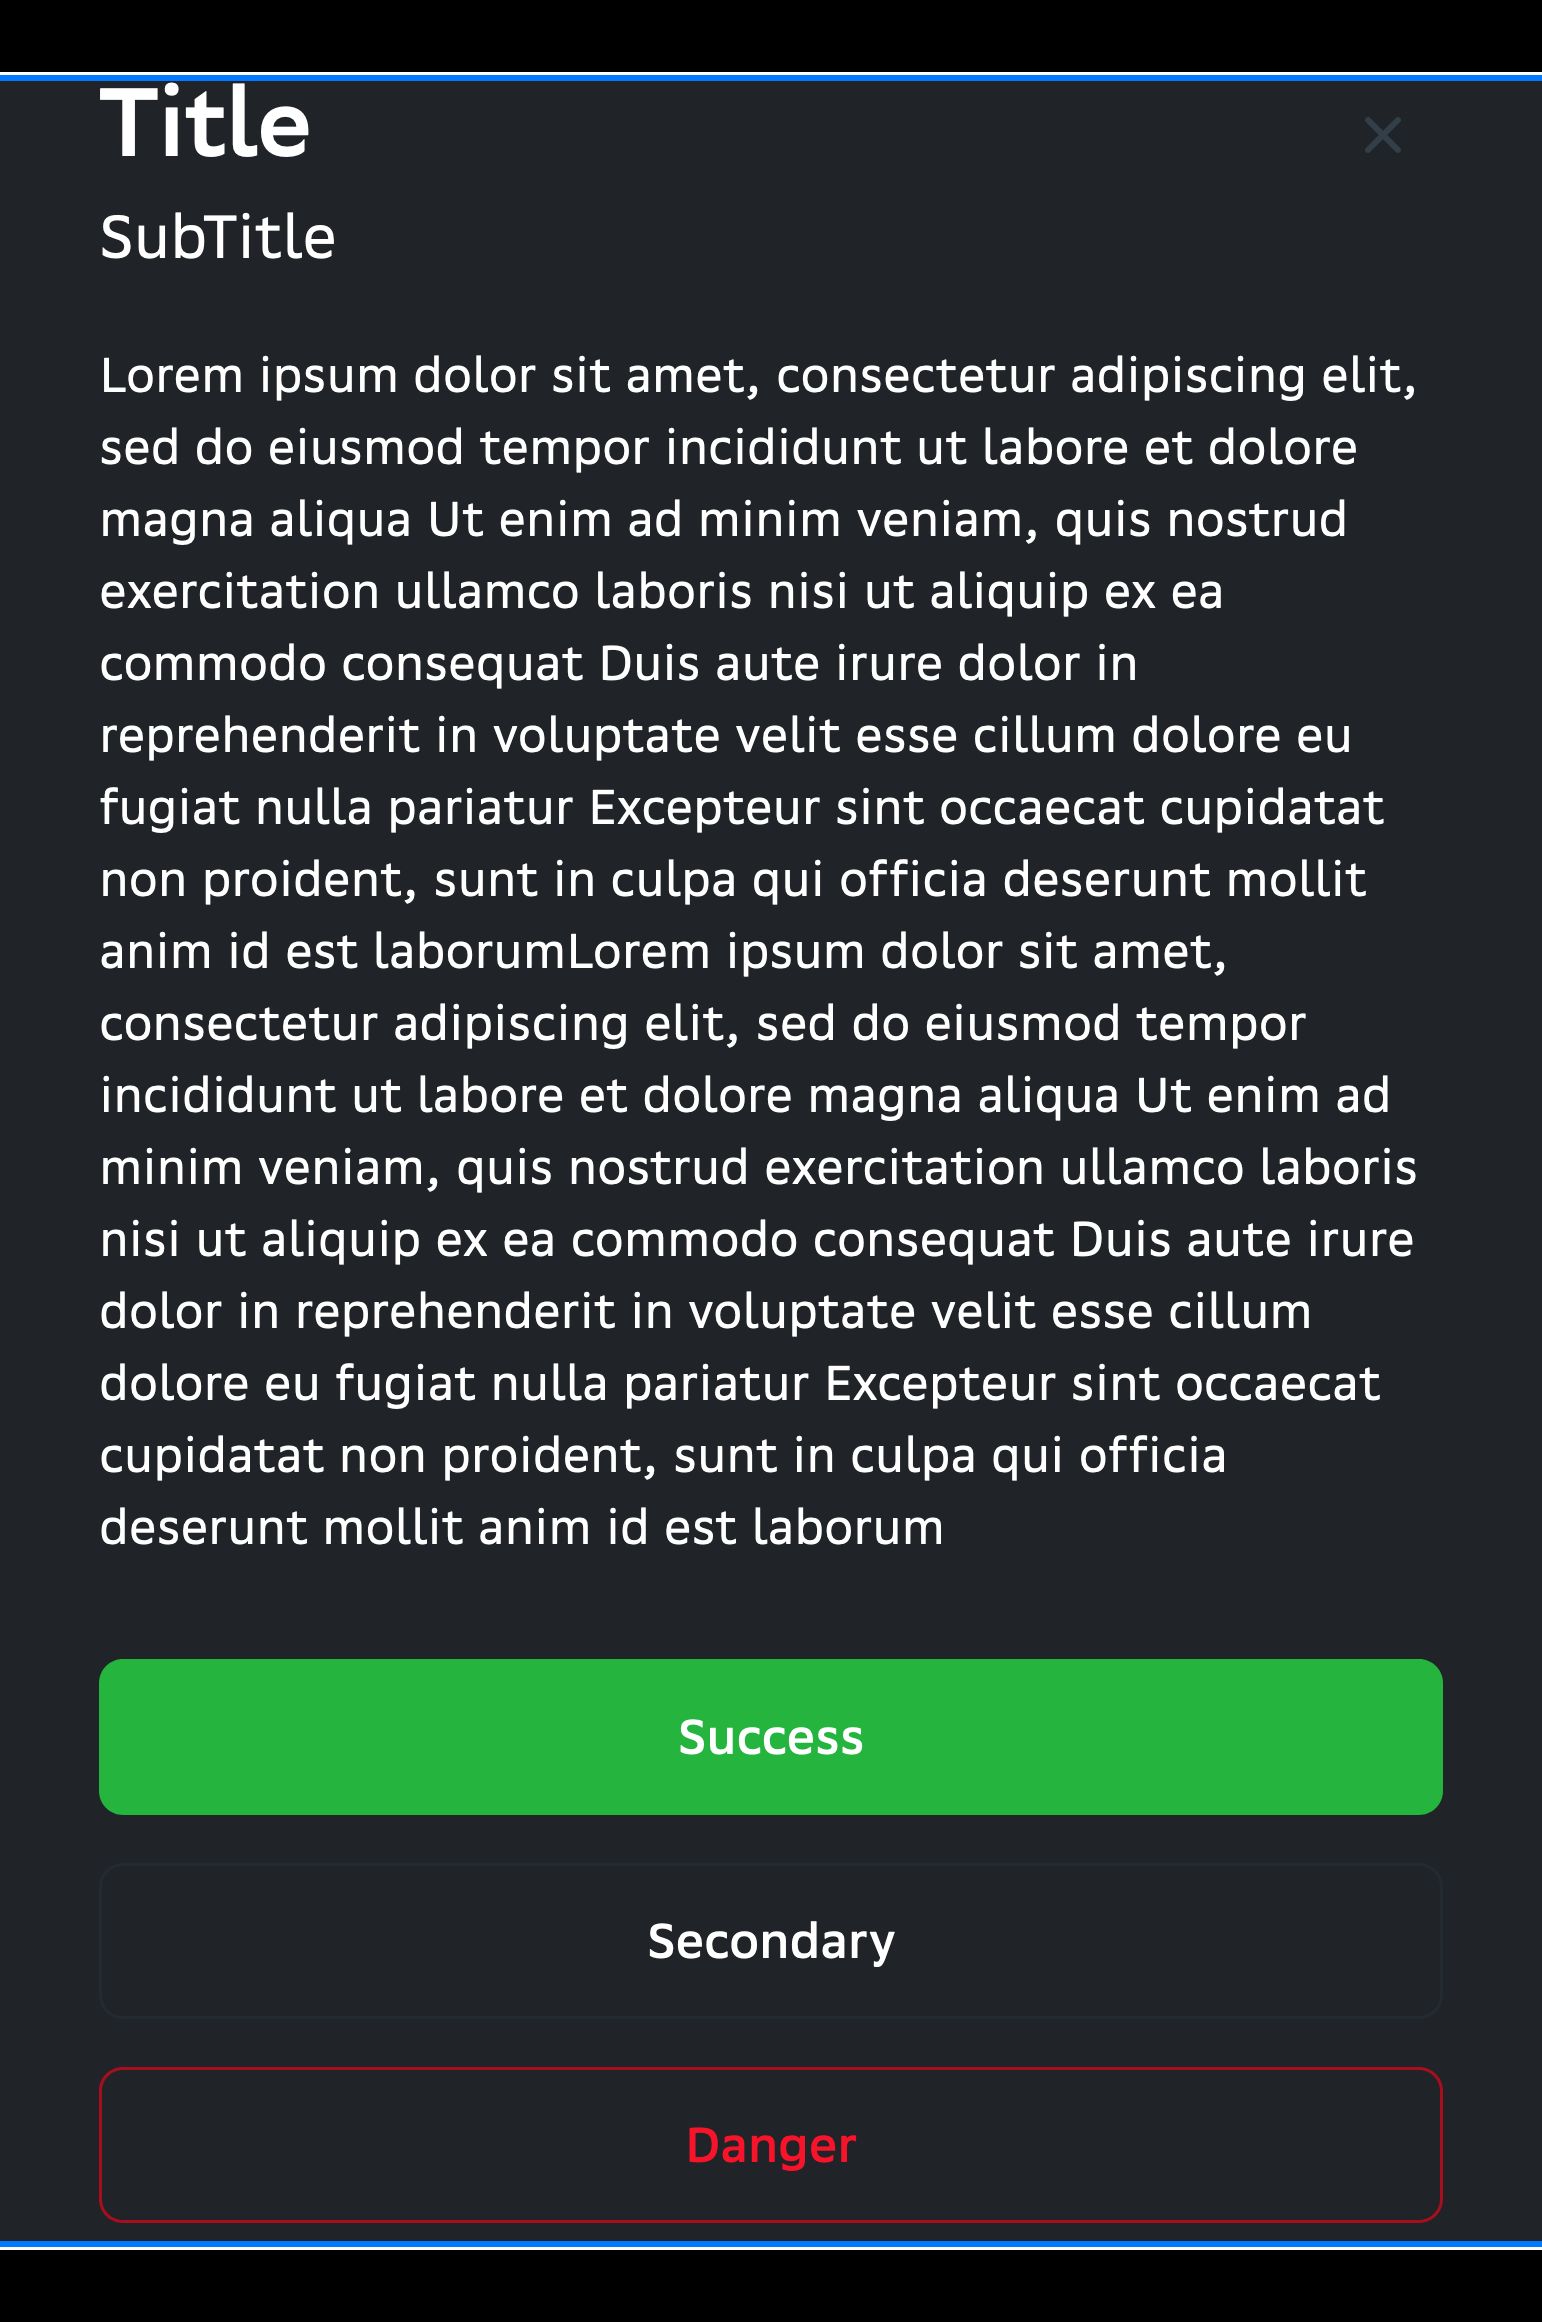 Title
SubTitle
Lorem ipsum dolor sit amet, consectetur adipiscing elit,
sed do eiusmod tempor incididunt ut labore et dolore
magna aliqua Ut enim ad minim veniam, quis nostrud
exercitation ullamco laboris nisi ut aliquip ex ea
commodo consequat Duis aute irure dolor in
reprehenderit in voluptate velit esse cillum dolore eu
fugiat nulla pariatur Excepteur sint occaecat cupidatat
non proident, sunt in culpa qui officia deserunt mollit
anim id est laborumLorem ipsum dolor sit amet,
consectetur adipiscing elit, sed do eiusmod tempor
incididunt ut labore et dolore magna aliqua Ut enim ad
minim veniam, quis nostrud exercitation ullamco laboris
nisi ut aliquip ex ea commodo consequat Duis aute irure
dolor in reprehenderit in voluptate velit esse cillum
dolore eu fugiat nulla pariatur Excepteur sint occaecat
cupidatat non proident, sunt in culpa qui officia
deserunt mollit anim id est laborum
Success
Secondary
Danger